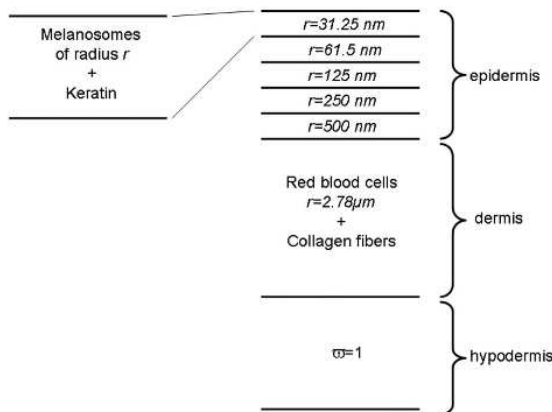 Melanosomes
of radius r
+
Keratin
r=31.25 nm
r=61.5 nm
r=125 nm
r=250 nm
r=500 nm
epidermis
Red blood cells
r=2.78µm
+
Collagen fibers
dermis
ϖ=1
hypodermis